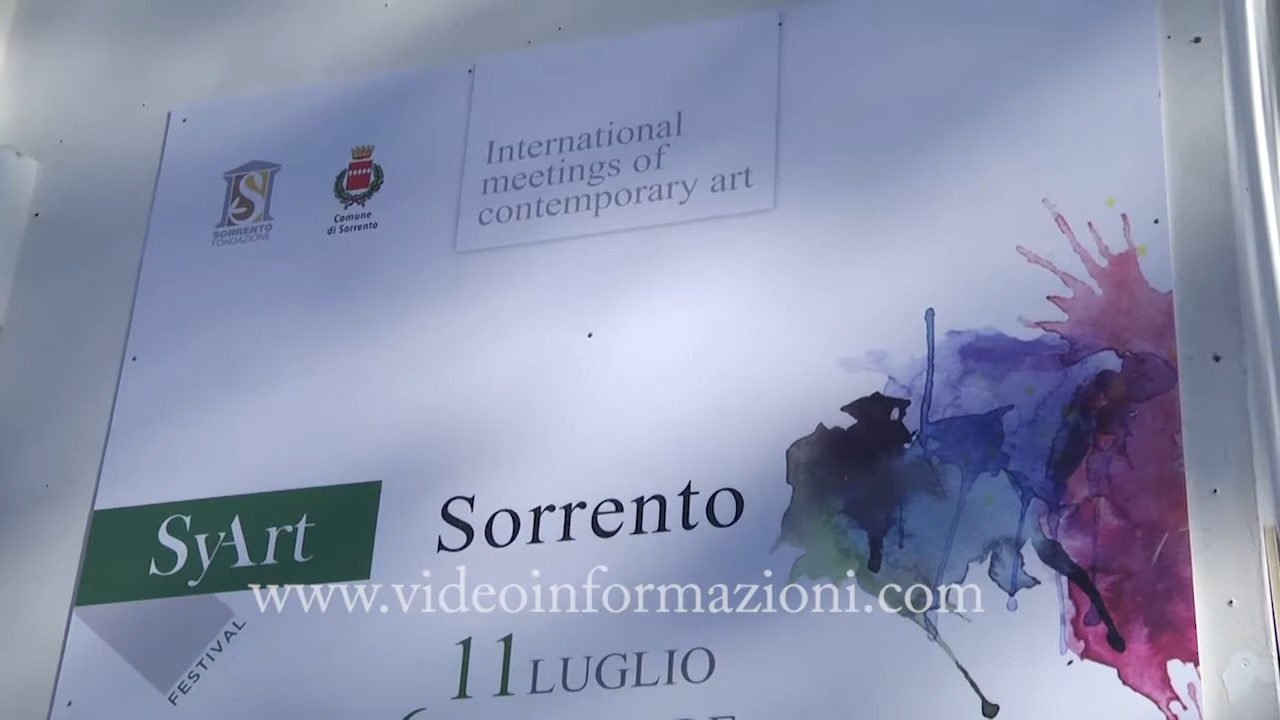 SORRENTO
FONDAZIONE
Comune
di Sorrento
International
meetings of
contemporary art
SyArt Sorrento
FESTIVAL
www.videoinformazioni.com
11 LUGLIO